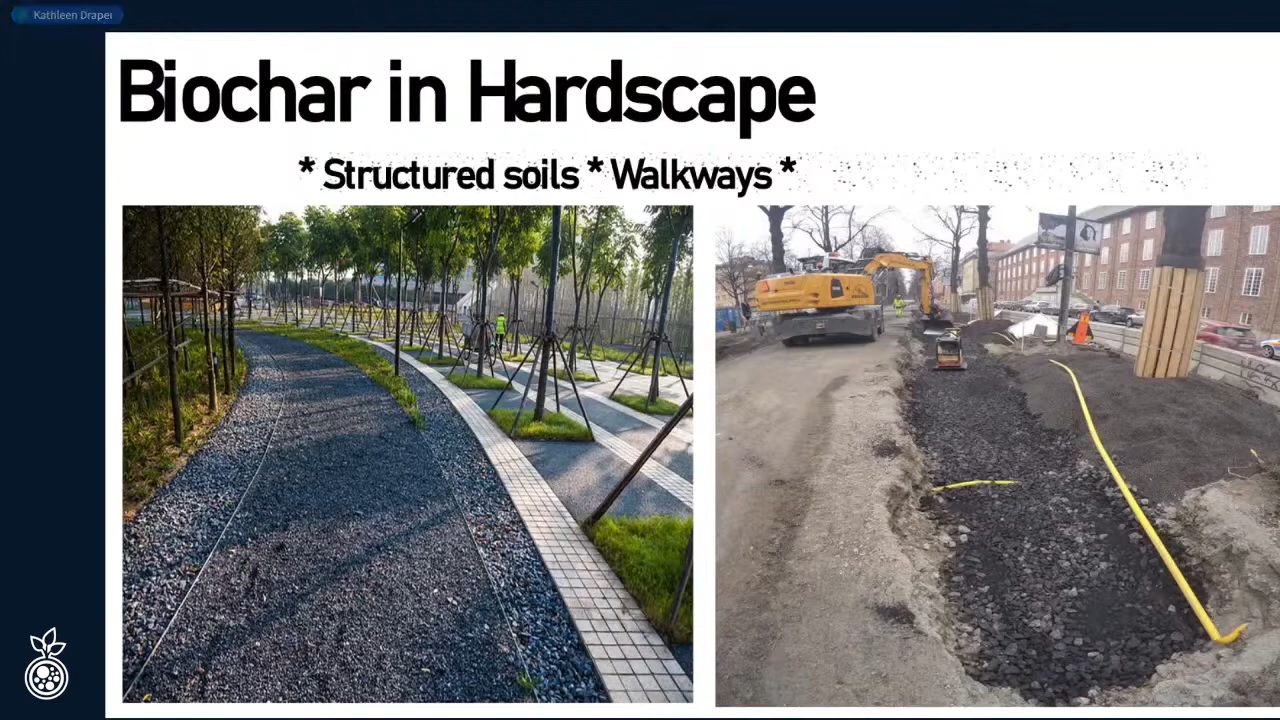 Kathleen Draper
Biochar in Hardscape
* Structured soils * Walkways *